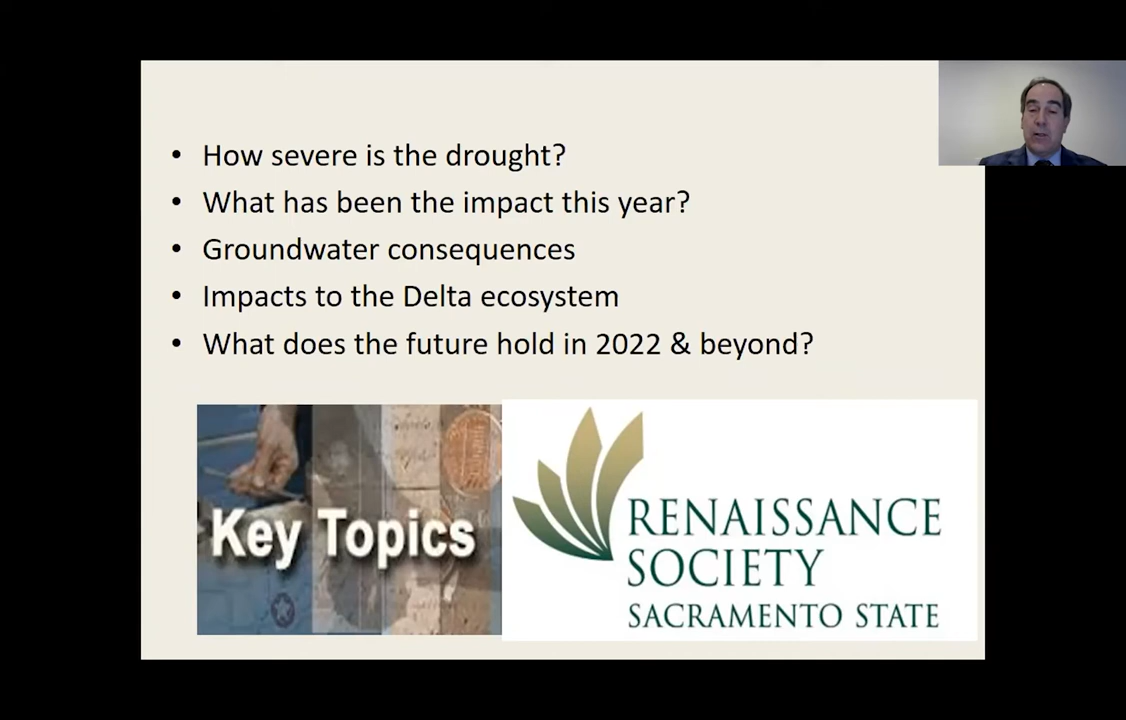 • How severe is the drought?
• What has been the impact this year?
• Groundwater consequences
• Impacts to the Delta ecosystem
• What does the future hold in 2022 & beyond?
Key Topics
RENAISSANCE
SOCIETY
SACRAMENTO STATE